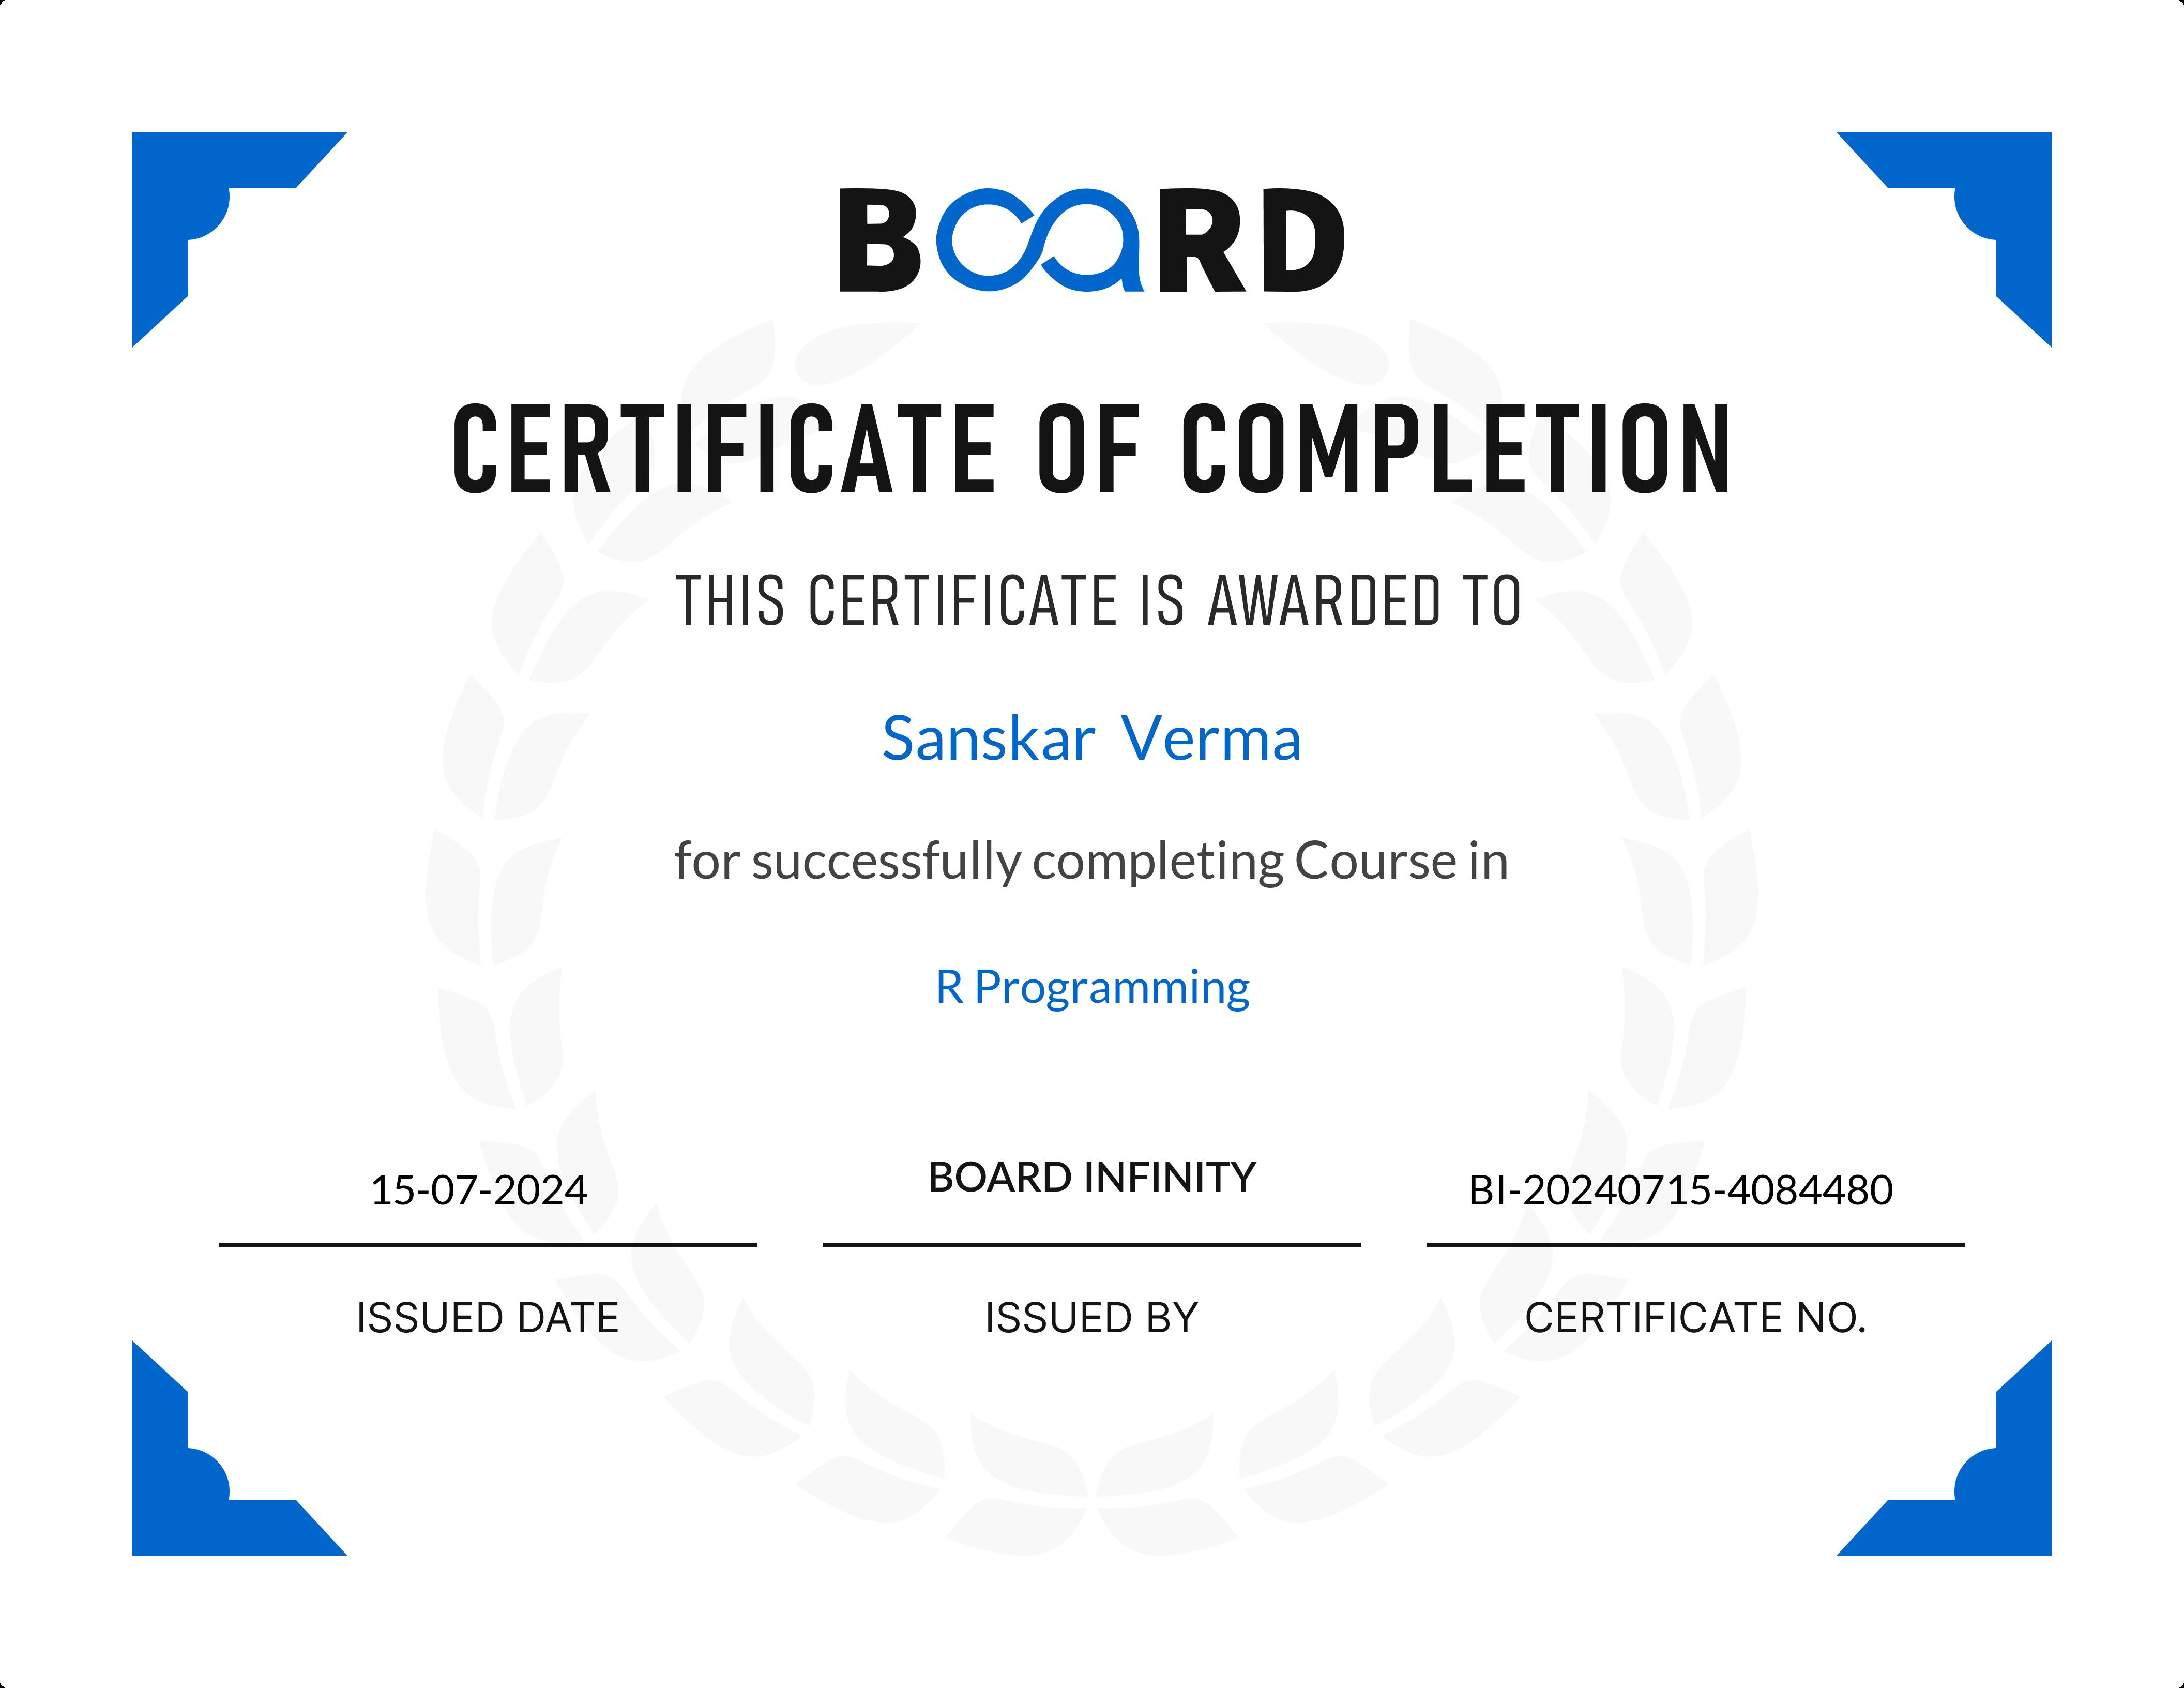 BOARD
CERTIFICATE OF COMPLETION
THIS CERTIFICATE IS AWARDED TO
Sanskar Verma
for successfully completing Course in
R Programming
15-07-2024
ISSUED DATE
BOARD INFINITY
ISSUED BY
BI-20240715-4084480
CERTIFICATE NO.